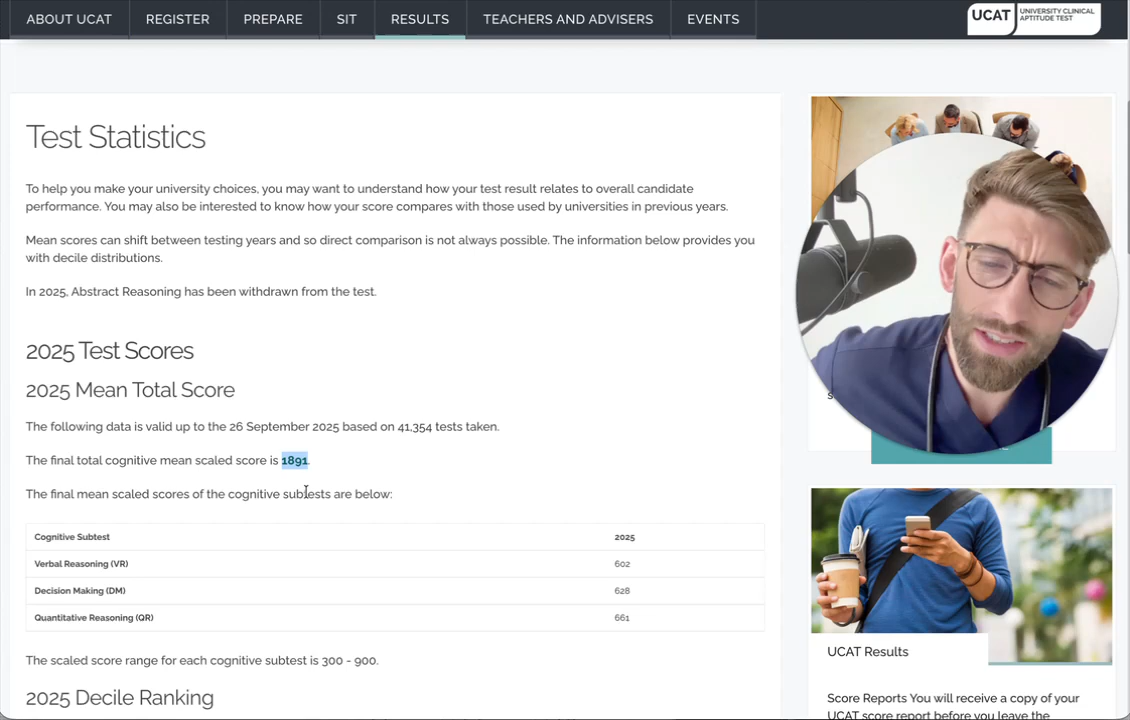 ABOUT UCAT REGISTER PREPARE SIT RESULTS TEACHERS AND ADVISERS EVENTS
UCAT UNIVERSITY CLINICAL
APTITUDE TEST
Test Statistics
To help you make your university choices, you may want to understand how your test result relates to overall candidate
performance. You may also be interested to know how your score compares with those used by universities in previous years.
Mean scores can shift between testing years and so direct comparison is not always possible. The information below provides you
with decile distributions.
In 2025, Abstract Reasoning has been withdrawn from the test.
2025 Test Scores
2025 Mean Total Score
The following data is valid up to the 26 September 2025 based on 41,354 tests taken.
The final total cognitive mean scaled score is 1891.
The final mean scaled scores of the cognitive subtests are below:
Cognitive Subtest 2025
Verbal Reasoning (VR) 602
Decision Making (DM) 628
Quantitative Reasoning (QR) 661
The scaled score range for each cognitive subtest is 300 - 900.
2025 Decile Ranking
UCAT Results
Score Reports You will receive a copy of your
UCAT score report before you leave the